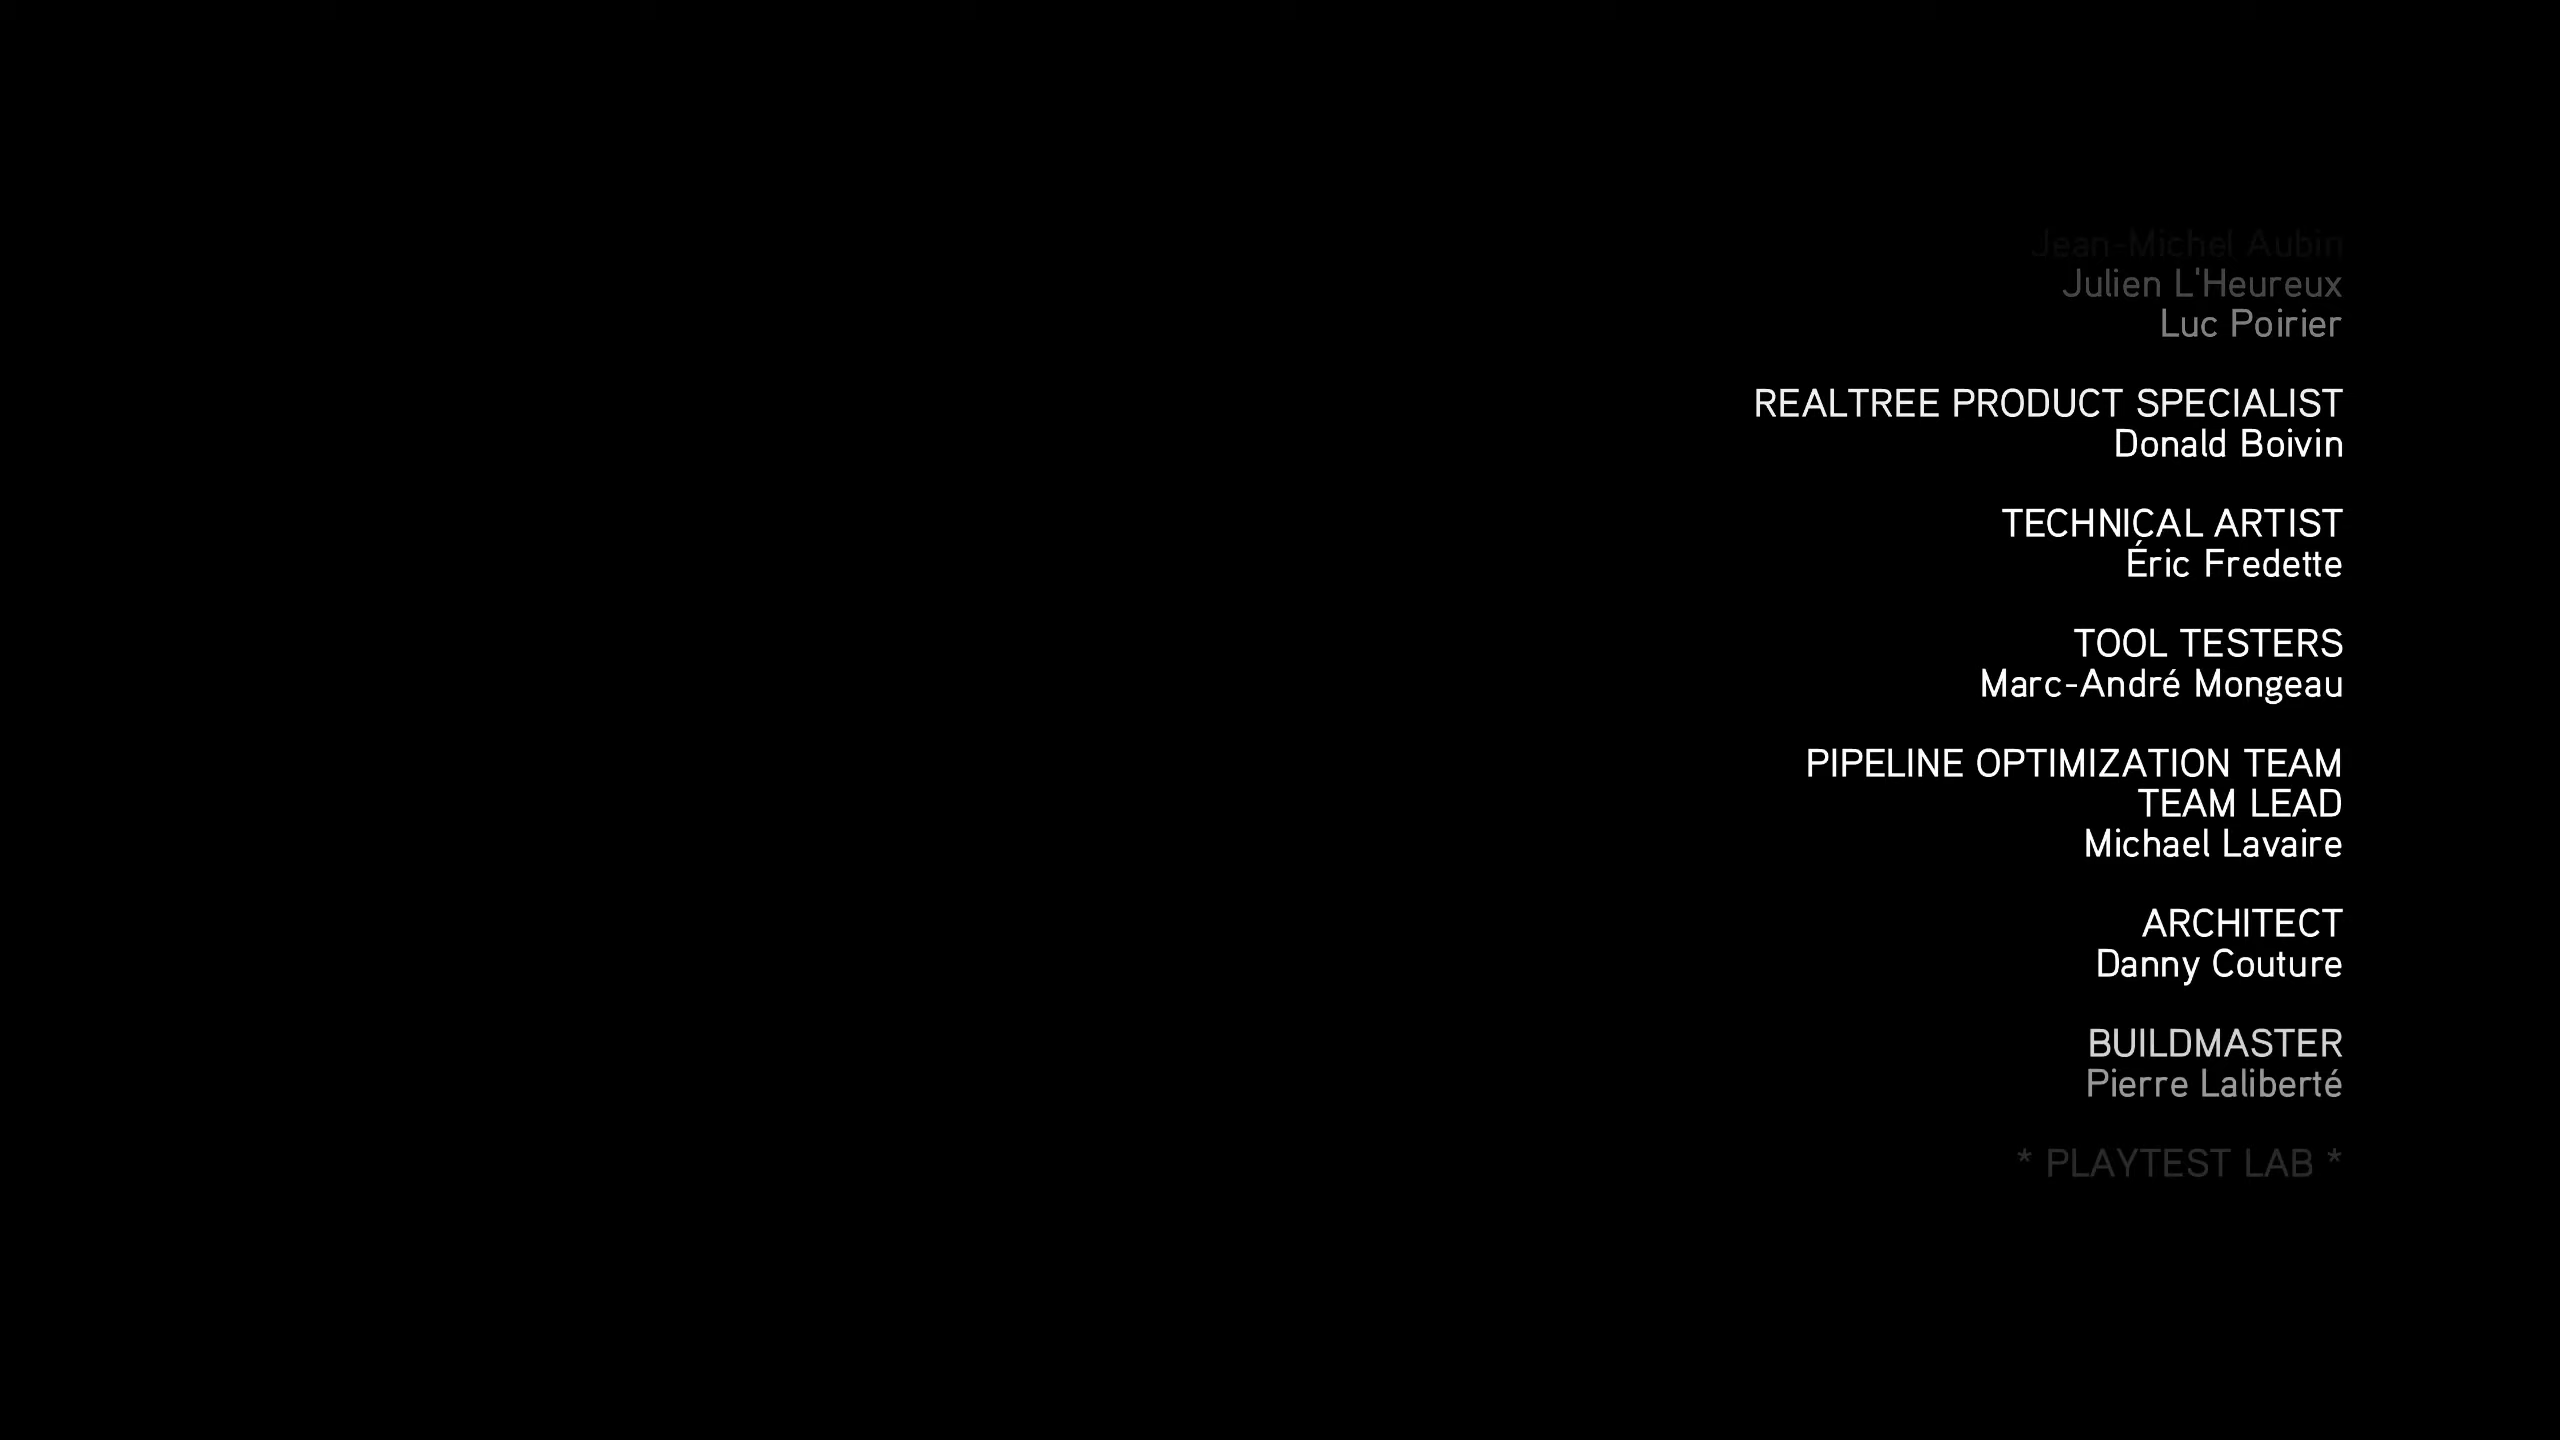 Jean-Michel Aubin
Julien L'Heureux
Luc Poirier
REALTREE PRODUCT SPECIALIST
Donald Boivin
TECHNICAL ARTIST
Éric Fredette
TOOL TESTERS
Marc-André Mongeau
PIPELINE OPTIMIZATION TEAM
TEAM LEAD
Michael Lavaire
ARCHITECT
Danny Couture
BUILDMASTER
Pierre Laliberté
* PLAYTEST LAB *